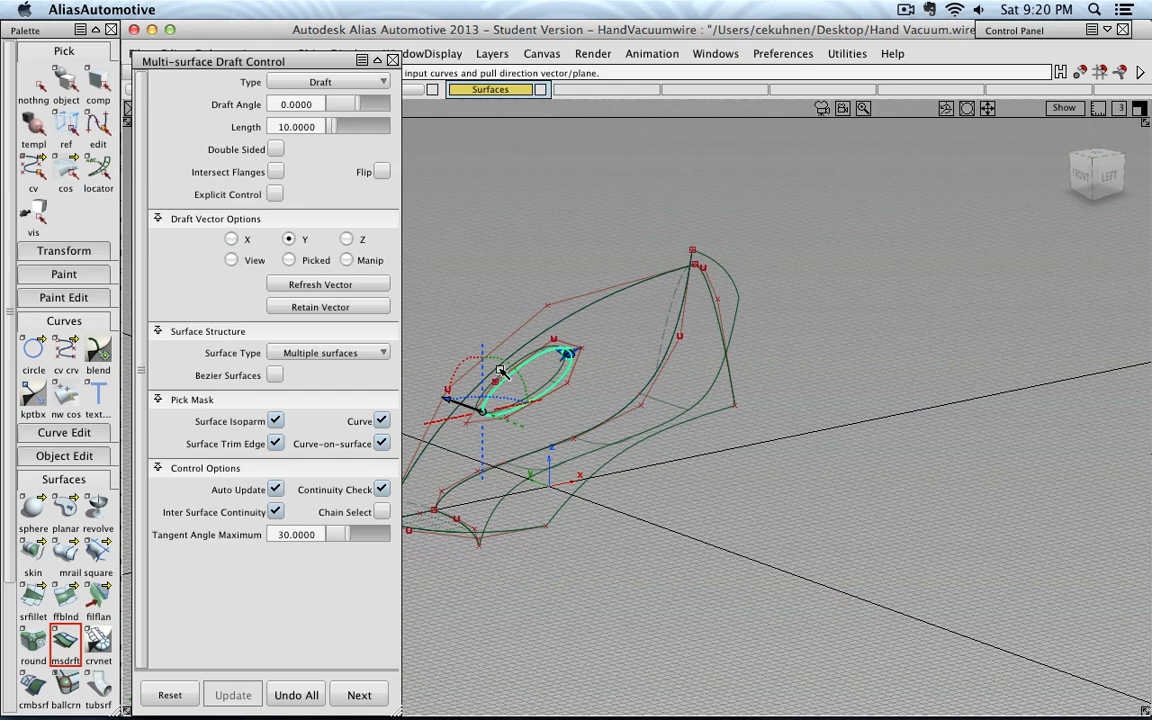 AliasAutomotive
Sat 9:20 PM
Palette
Autodesk Alias Automotive 2013 - Student Version - HandVacuumwire : "/Users/cekuhnen/Desktop/Hand Vacuum.wire
Control Panel
Multi-surface Draft Control
WindowDisplay Layers Canvas Render Animation Windows Preferences Utilities Help
Pick
input curves and pull direction vector/plane.
Type Draft
Surfaces
nothng object comp
Draft Angle 0.0000
Show 3
Length 10.0000
templ ref edit
Double Sided
Intersect Flanges Flip
cv cos locator
Explicit Control
FRONT LEFT
vis
Draft Vector Options
X Y Z
Transform
View Picked Manip
Paint
Refresh Vector
Paint Edit
Retain Vector
Curves
Surface Structure
circle cv crv blend
Surface Type Multiple surfaces
Bezier Surfaces
kptbx nw cos text...
Pick Mask
Surface Isoparm Curve
Curve Edit
Surface Trim Edge Curve-on-surface
Object Edit
Control Options
Surfaces
Auto Update Continuity Check
Inter Surface Continuity Chain Select
sphere planar revolve
Tangent Angle Maximum 30.0000
skin mrail square
srfillet ffblnd filflan
round msdrft crvnet
Reset Update Undo All Next
cmbsrf ballcrn tubsrf
U
U
U
U
U
U
z
y
x